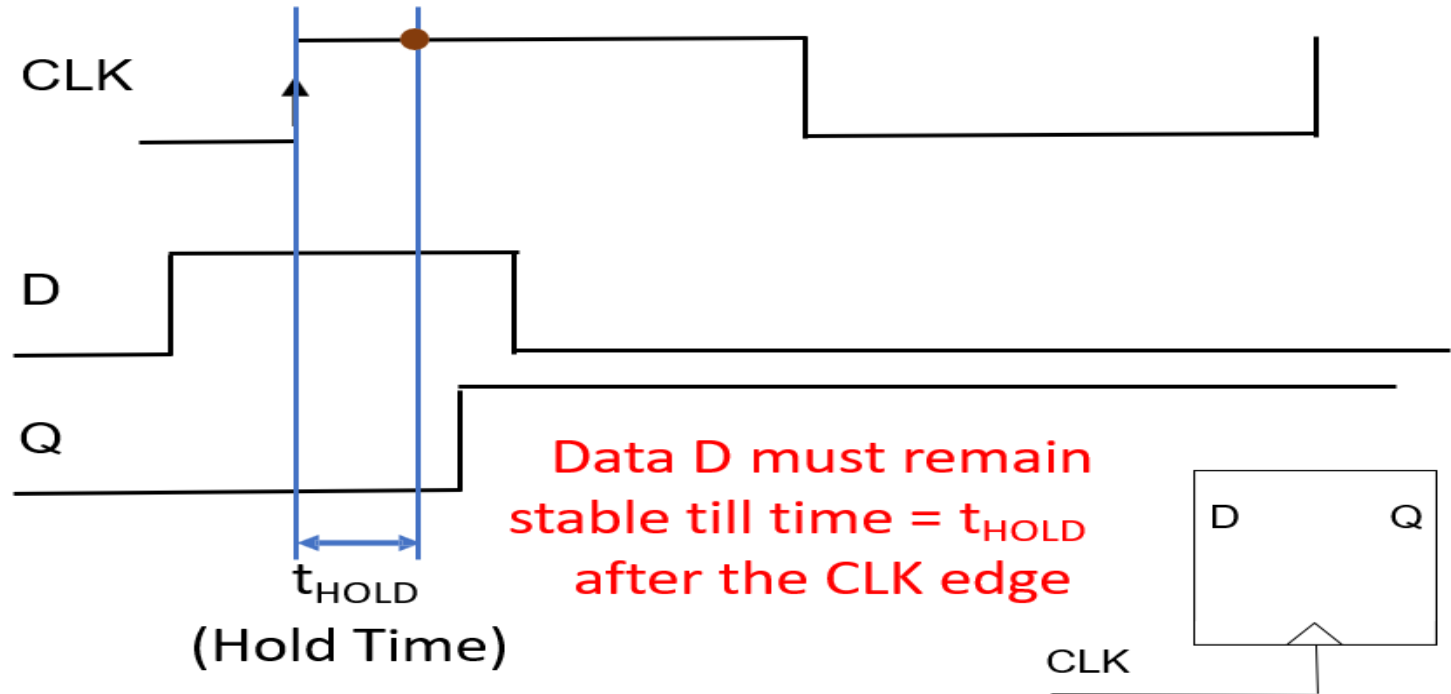 CLK
D
Q
Data D must remain
stable till time = tHOLD
after the CLK edge
tHOLD
(Hold Time)
D Q
CLK